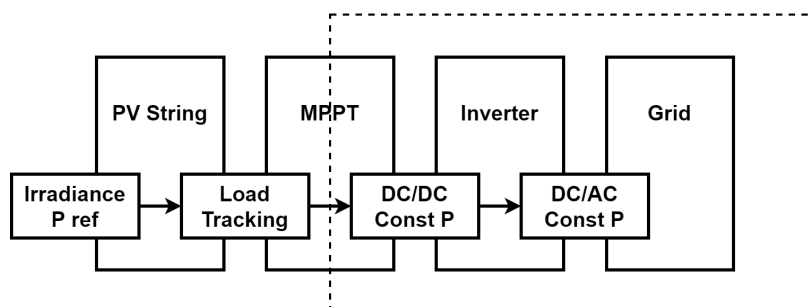 PV String
MPPT
Inverter
Grid
Irradiance
P ref
Load
Tracking
DC/DC
Const P
DC/AC
Const P